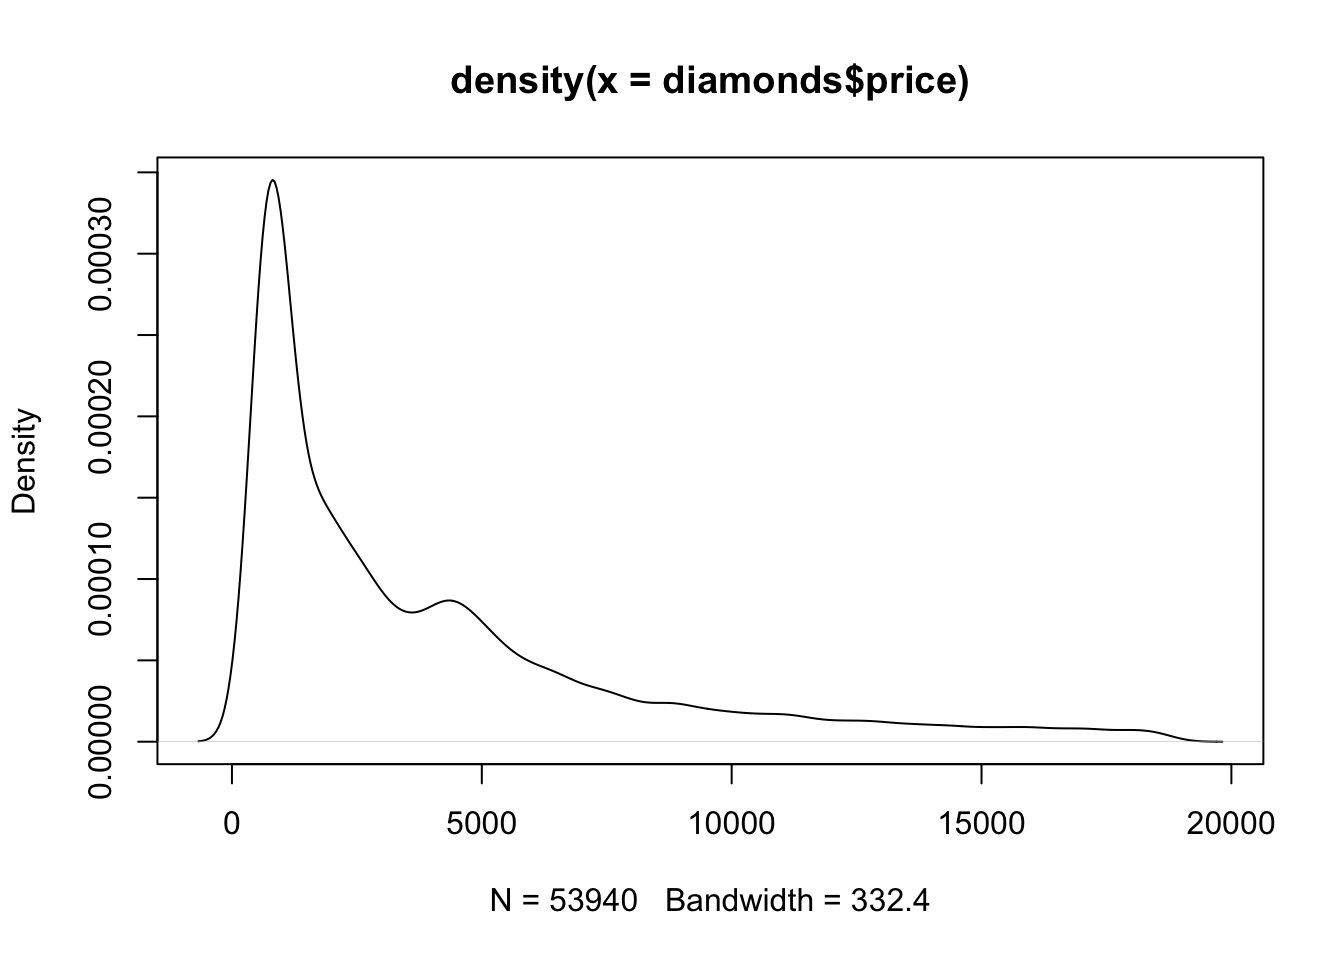 density(x = diamonds$price)
Density
0.00030
0.00020
0.00010
0.00000
0 5000 10000 15000 20000
N = 53940 Bandwidth = 332.4